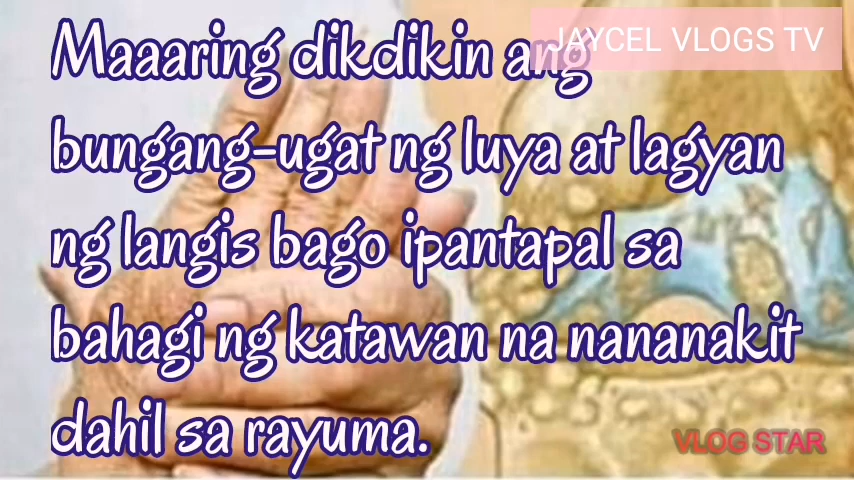 JAYCEL VLOGS TV
Maaaring dikdikin ang
bungang-ugat ng luya at lagyan
ng langis bago ipantapal sa
bahagi ng katawan na nananakit
dahil sa rayuma.
VLOG STAR